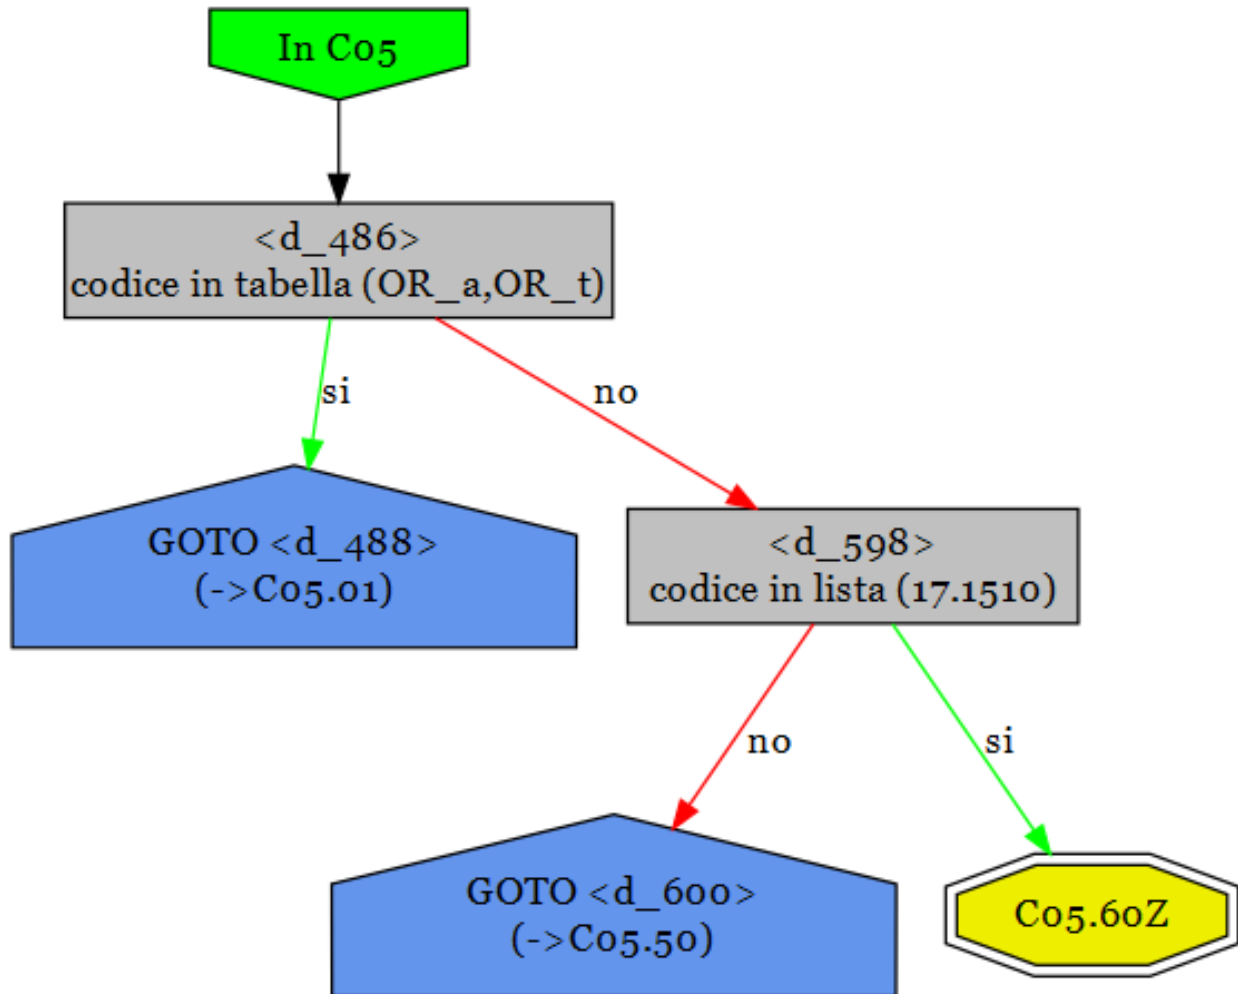 In C05
<d_486>
codice in tabella (OR_a,OR_t)
si
no
GOTO <d_488>
(->C05.01)
<d_598>
codice in lista (17.1510)
no
si
GOTO <d_600>
(->C05.50)
C05.60Z